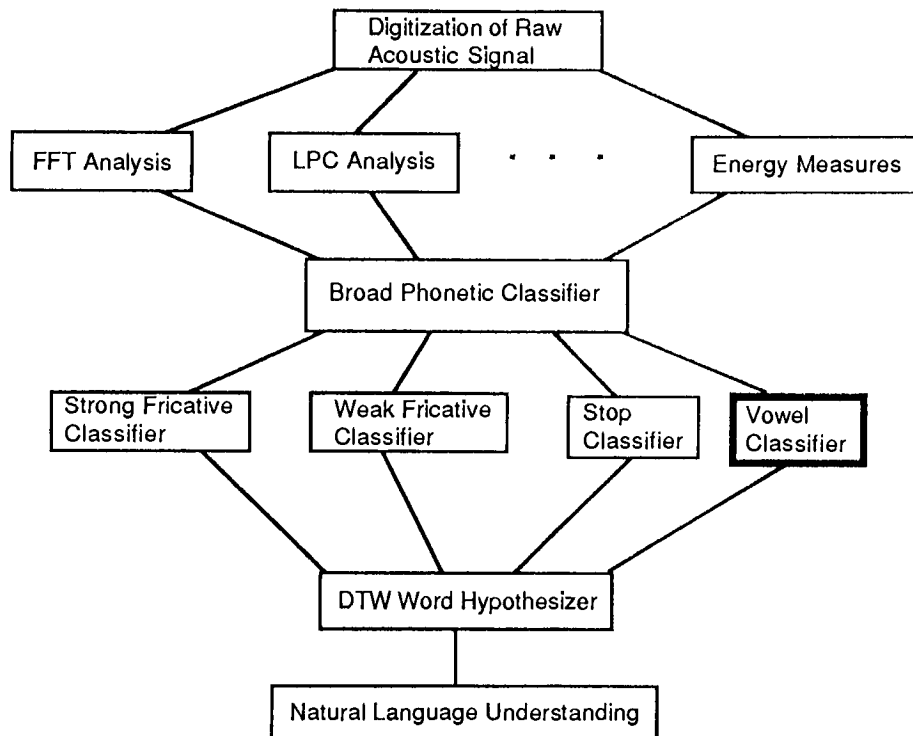 Digitization of Raw
Acoustic Signal
FFT Analysis
LPC Analysis
. . .
Energy Measures
Broad Phonetic Classifier
Strong Fricative
Classifier
Weak Fricative
Classifier
Stop
Classifier
Vowel
Classifier
DTW Word Hypothesizer
Natural Language Understanding